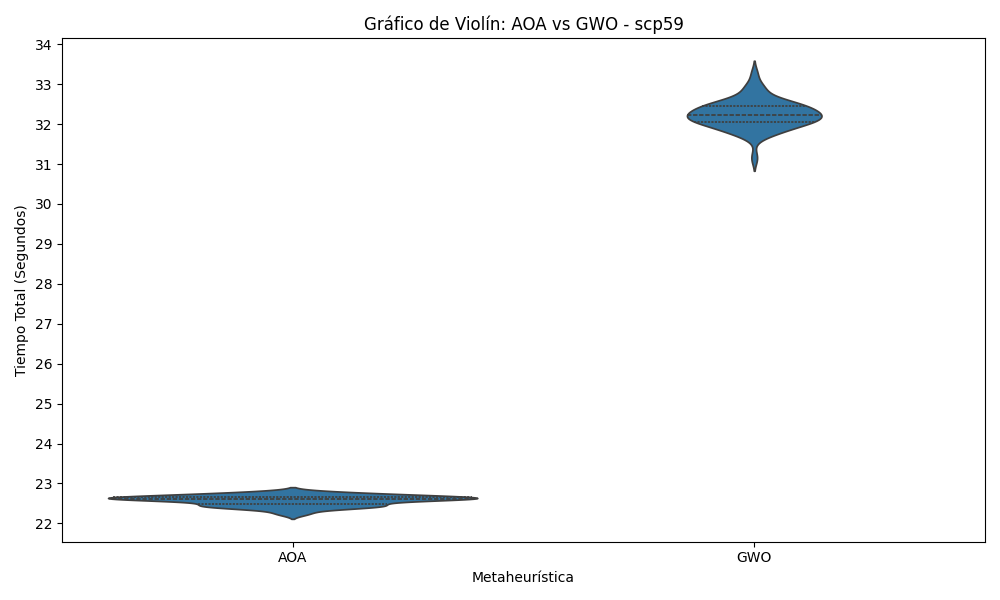 Gráfico de Violín: AOA vs GWO - scp59
34
33
32
31
30
29
28
27
26
25
24
23
22
Tiempo Total (Segundos)
AOA
GWO
Metaheurística